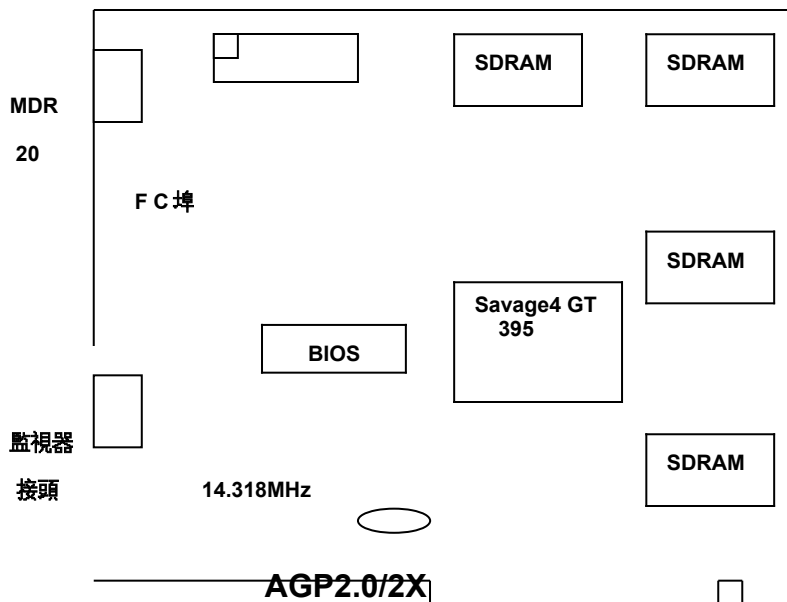 SDRAM
SDRAM
MDR
20
F C 埠
SDRAM
Savage4 GT
395
BIOS
監視器
接頭
SDRAM
14.318MHz
AGP2.0/2X